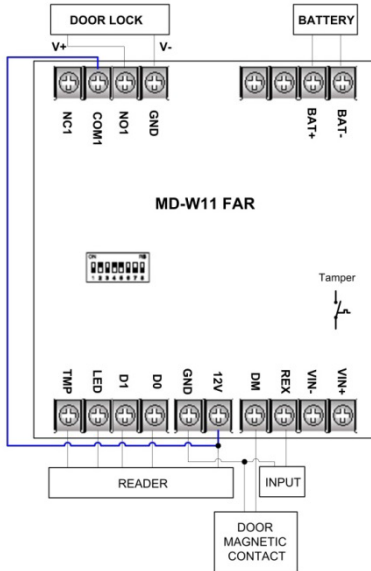 DOOR LOCK
BATTERY
V+ V-
NC1 COM1 NO1 GND BAT+ BAT-
MD-W11 FAR
ON
1 2 3 4 5 6 7 8
Tamper
TMP LED D1 D0 GND 12V DM REX VIN- VIN+
READER
INPUT
DOOR
MAGNETIC
CONTACT